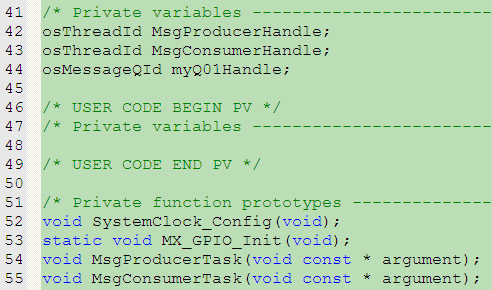 41 /* Private variables -------------------------
42 osThreadId MsgProducerHandle;
43 osThreadId MsgConsumerHandle;
44 osMessageQId myQ01Handle;
45
46 /* USER CODE BEGIN PV */
47 /* Private variables -------------------------
48
49 /* USER CODE END PV */
50
51 /* Private function prototypes ---------------
52 void SystemClock_Config(void);
53 static void MX_GPIO_Init(void);
54 void MsgProducerTask(void const * argument);
55 void MsgConsumerTask(void const * argument);